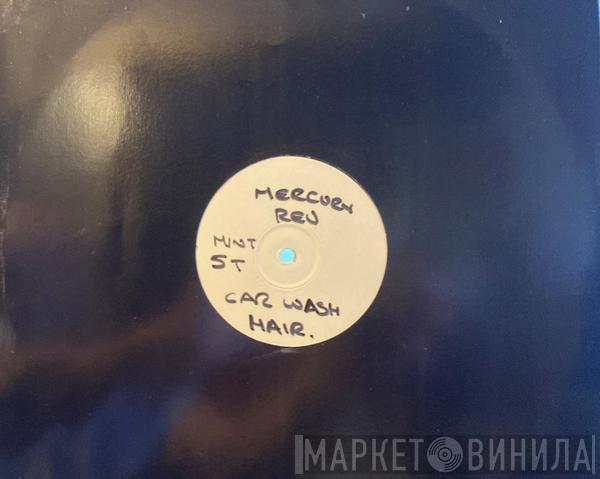 MERCURY
REV
MINT
5T
CAR WASH
HAIR.
МАРКЕТ ВИНИЛА